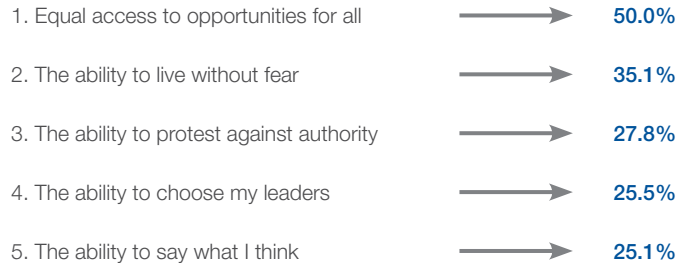 1. Equal access to opportunities for all 50.0%
2. The ability to live without fear 35.1%
3. The ability to protest against authority 27.8%
4. The ability to choose my leaders 25.5%
5. The ability to say what I think 25.1%